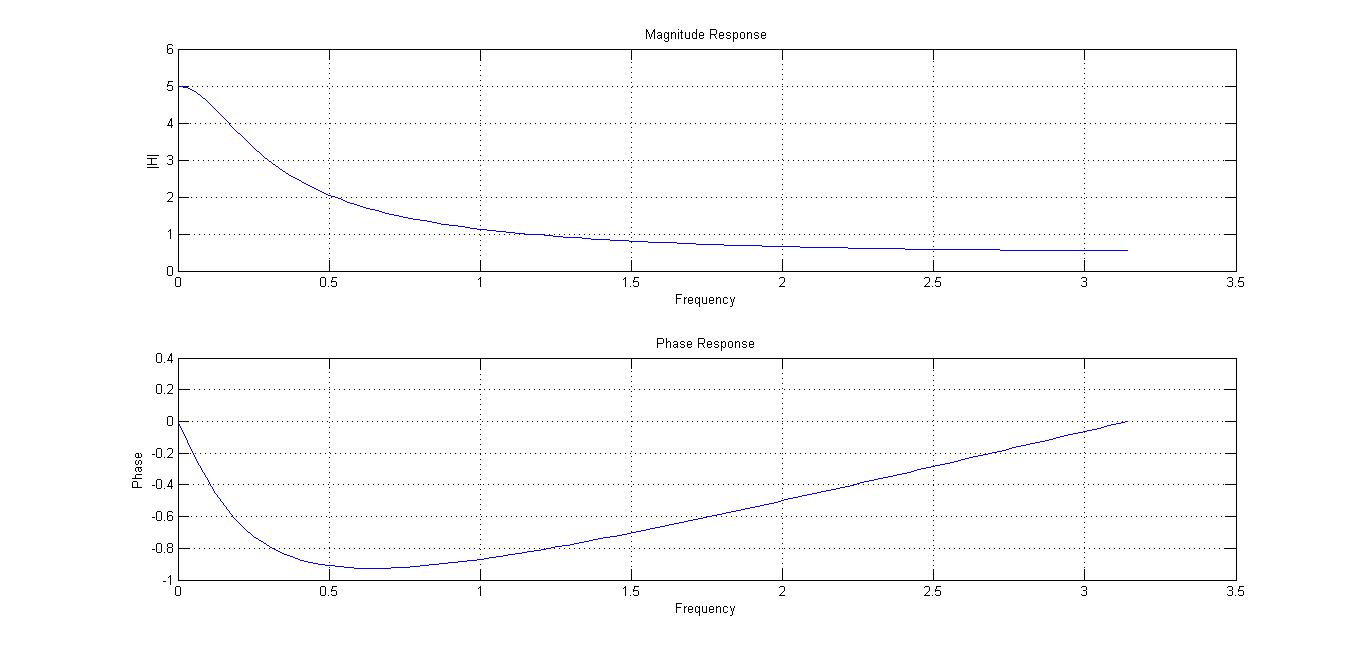 Magnitude Response
6
5
4
3
2
1
0
|H|
0 0.5 1 1.5 2 2.5 3 3.5
Frequency
Phase Response
0.4
0.2
0
-0.2
-0.4
-0.6
-0.8
-1
Phase
0 0.5 1 1.5 2 2.5 3 3.5
Frequency